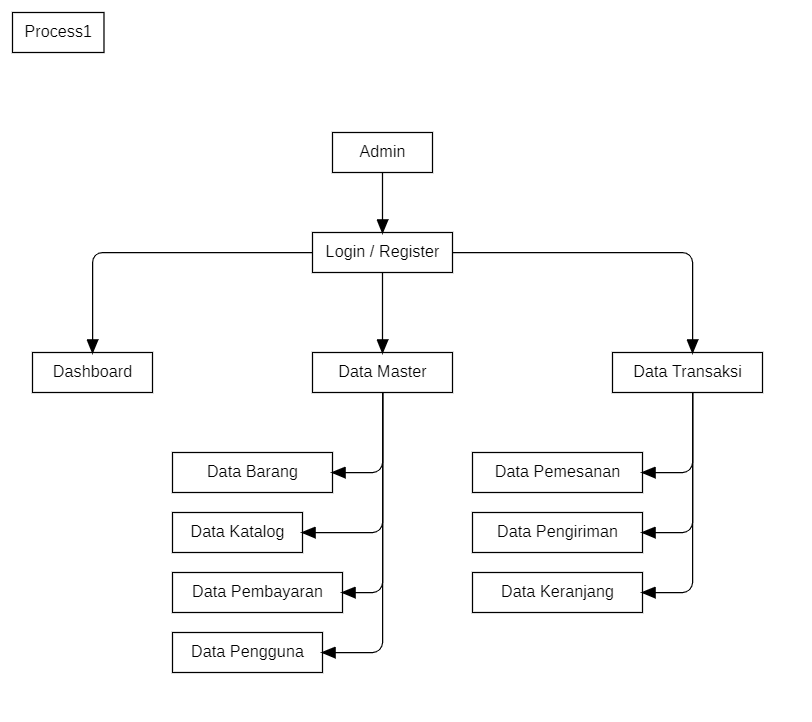 Process1
Admin
Login / Register
Dashboard
Data Master
Data Transaksi
Data Barang
Data Katalog
Data Pembayaran
Data Pengguna
Data Pemesanan
Data Pengiriman
Data Keranjang